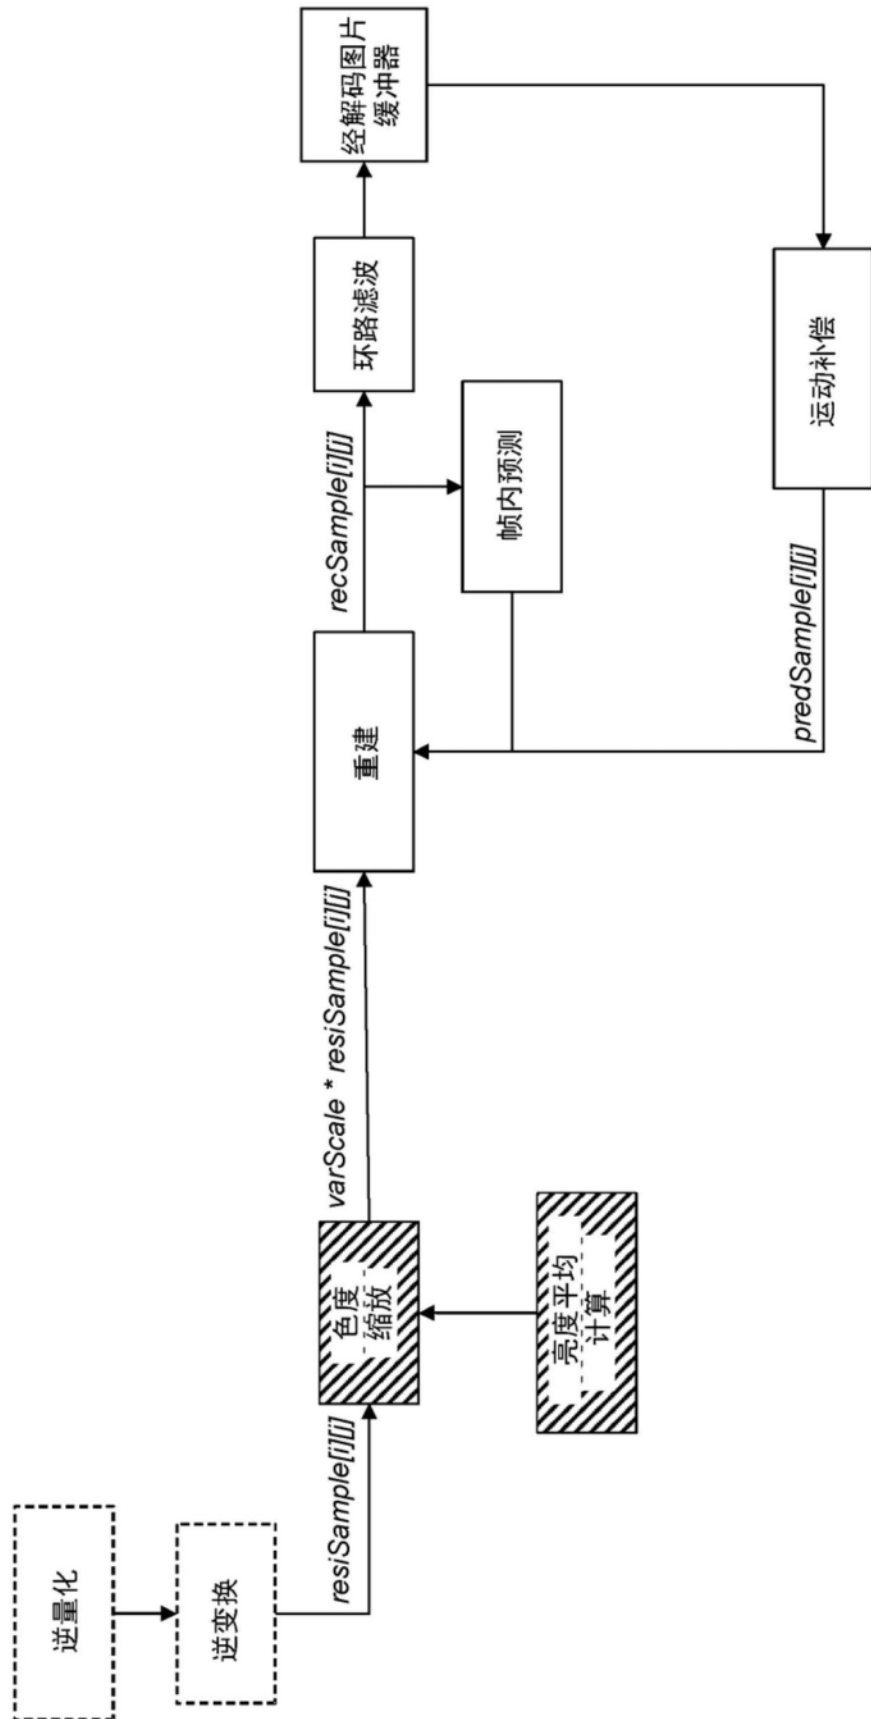 逆量化
逆变换
resiSample[i][j]
色度
缩放
亮度平均
计算
varScale * resiSample[i][j]
重建
recSample[i][j]
帧内预测
环路滤波
经解码图片
缓冲器
运动补偿
predSample[i][j]